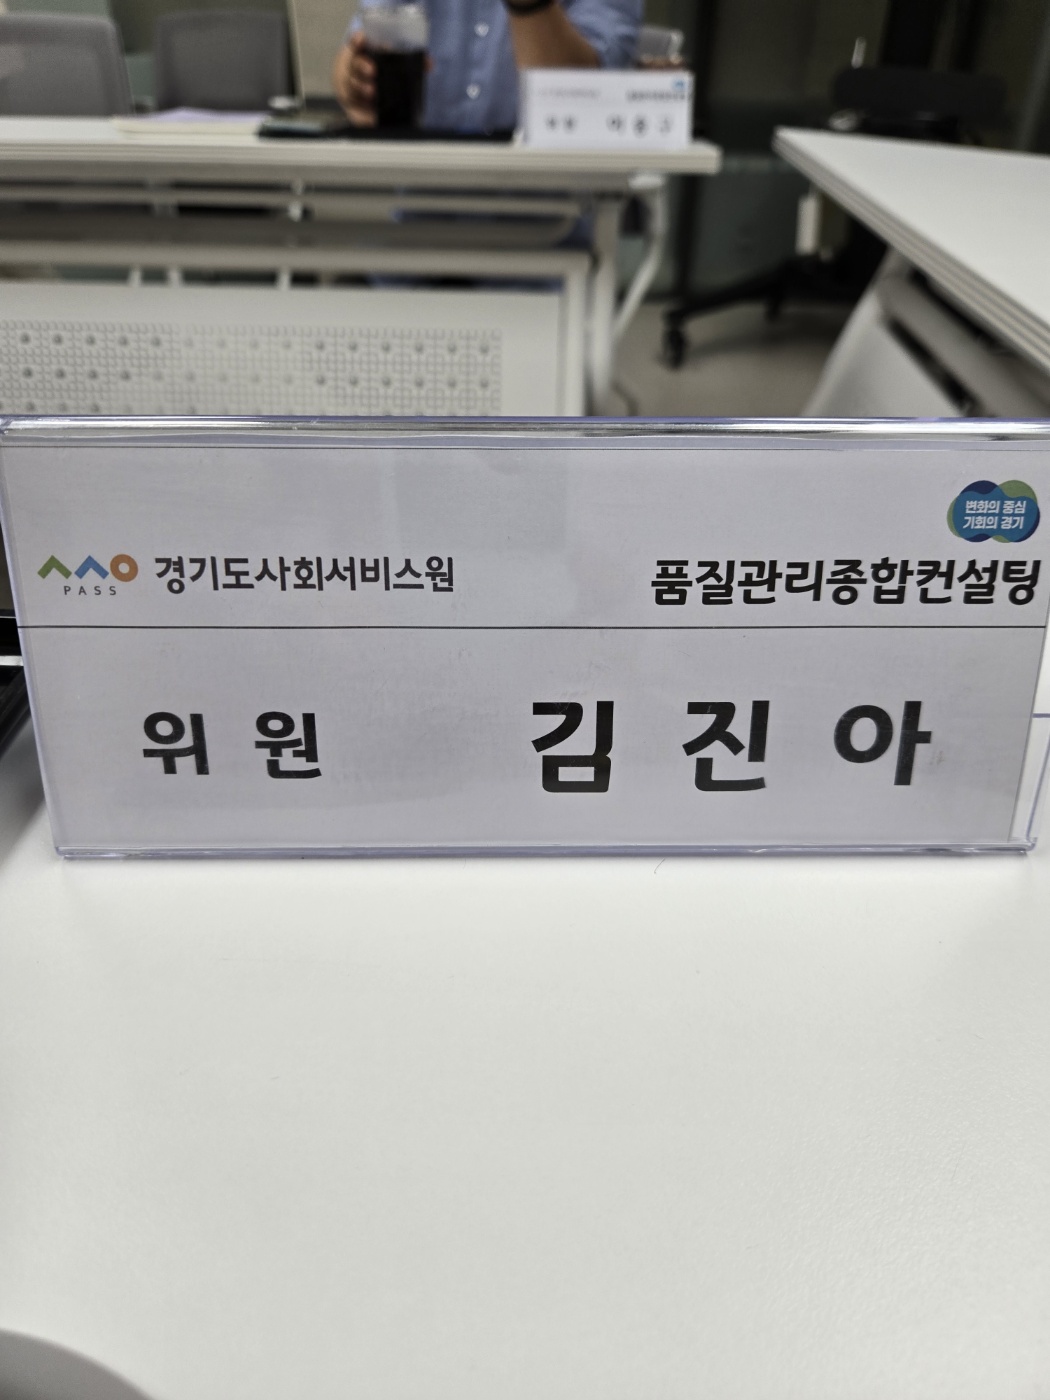 변화의 중심
기회의 경기
PASS 경기도사회서비스원 품질관리종합컨설팅
위 원 김 진 아